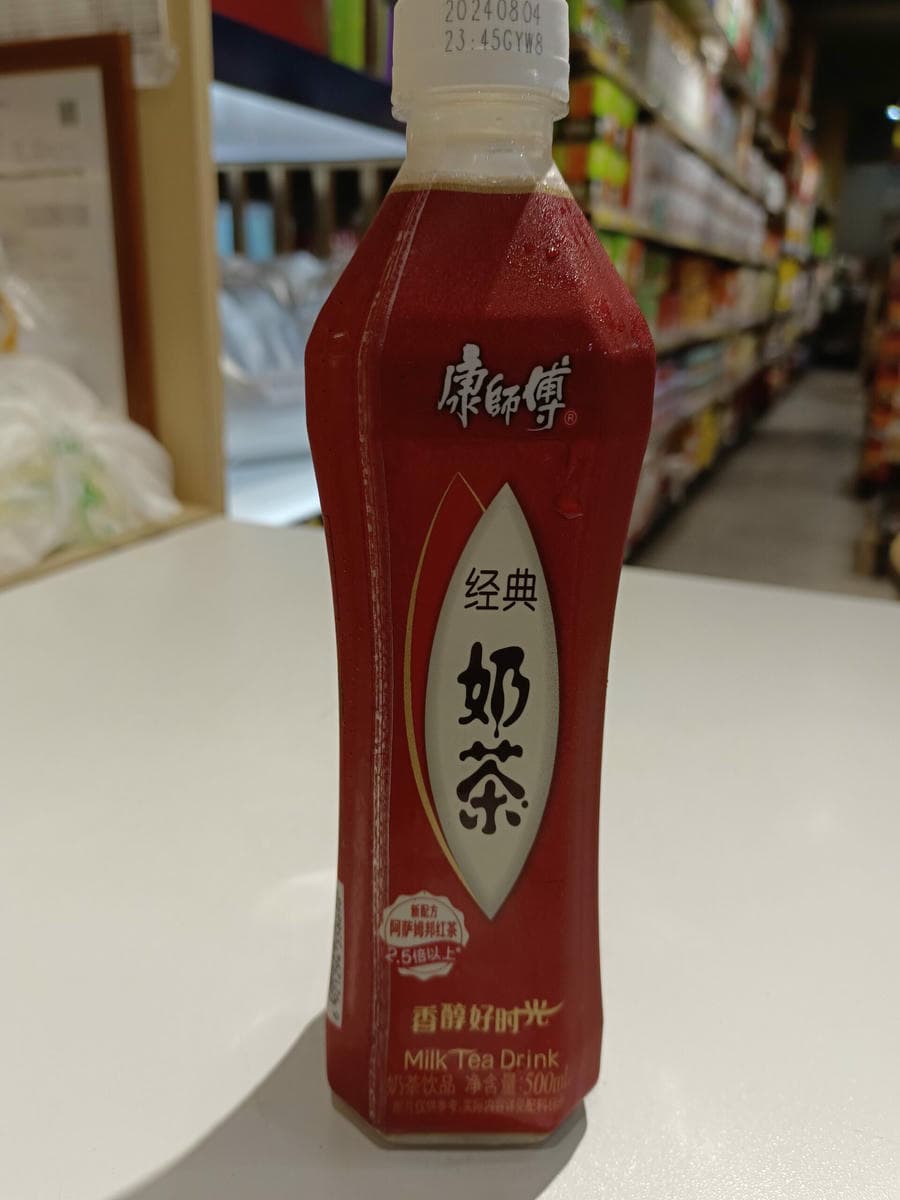 20240804
23:45GYW8
康師傅®
经典
奶茶
新配方
阿萨姆邦红茶
2.5倍以上*
香醇好时光
Milk Tea Drink
奶茶饮品 净含量:500ml